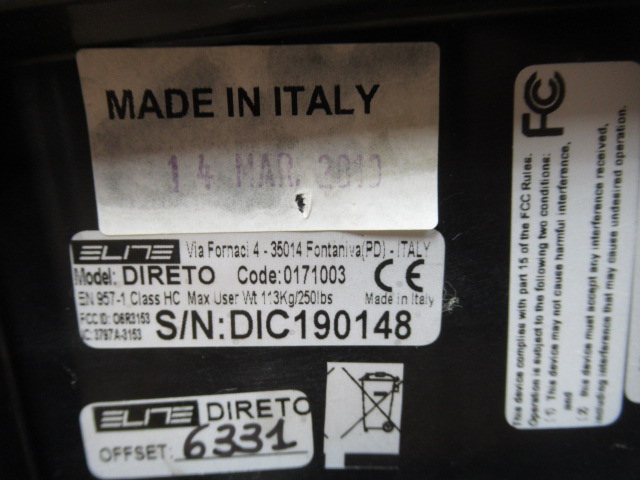 MADE IN ITALY
14 MAR. 2019
ELITE Via Fornaci 4 - 35014 Fontaniva(PD) - ITALY
Model: DIRETO Code:0171003 CE
EN 957-1 Class HC Max User Wt 113Kg/250lbs Made in Italy
FCC ID: O6R3153
IC: 3797A-3153
S/N:DIC190148
ELITE DIRETO
OFFSET: 6331
FC
This device complies with part 15 of the FCC Rules.
Operation is subject to the following two conditions:
(1) This device may not cause harmful interference,
and
(2) this device must accept any interference received,
including interference that may cause undesired operation.